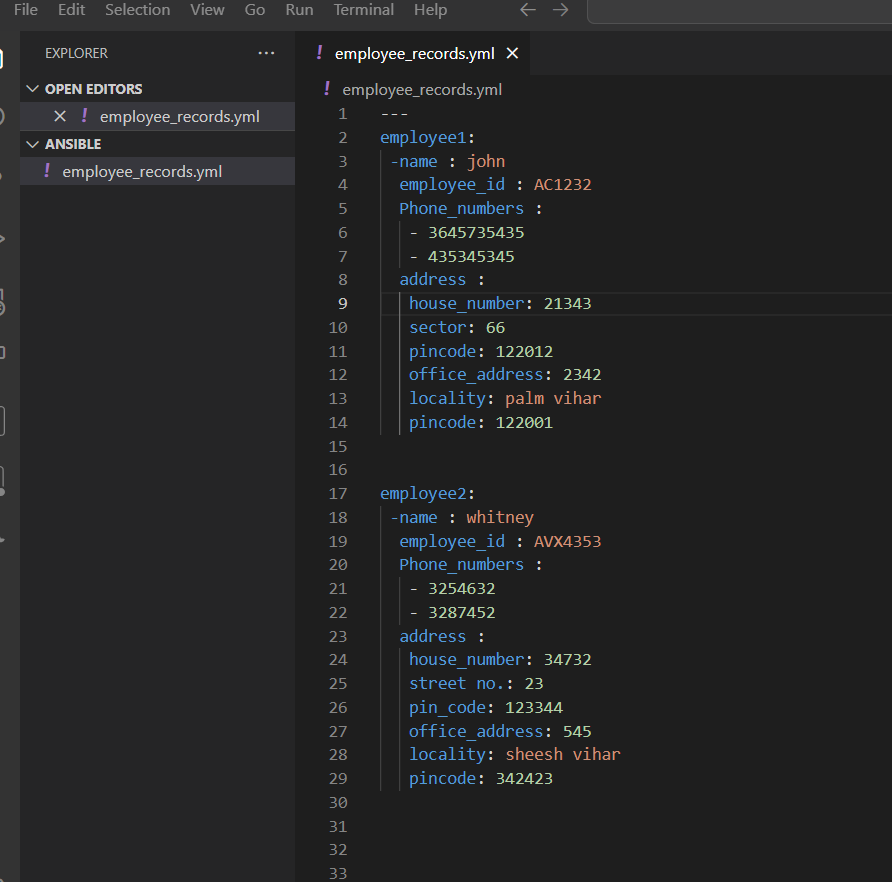 File Edit Selection View Go Run Terminal Help
EXPLORER
OPEN EDITORS
employee_records.yml
ANSIBLE
employee_records.yml
employee_records.yml
employee_records.yml
1 ---
2 employee1:
3 -name : john
4 employee_id : AC1232
5 Phone_numbers :
6 - 3645735435
7 - 435345345
8 address :
9 house_number: 21343
10 sector: 66
11 pincode: 122012
12 office_address: 2342
13 locality: palm vihar
14 pincode: 122001
15
16
17 employee2:
18 -name : whitney
19 employee_id : AVX4353
20 Phone_numbers :
21 - 3254632
22 - 3287452
23 address :
24 house_number: 34732
25 street no.: 23
26 pin_code: 123344
27 office_address: 545
28 locality: sheesh vihar
29 pincode: 342423
30
31
32
33